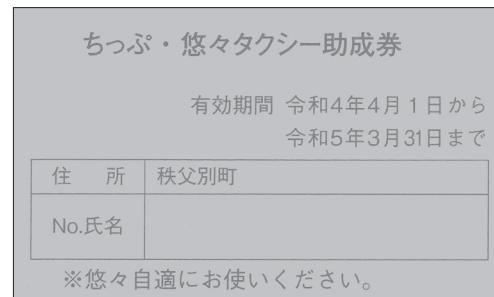 ちっぷ・悠々タクシー助成券
有効期間 令和4年4月1日から
令和5年3月31日まで
住 所 秩父別町
No.氏名
※悠々自適にお使いください。